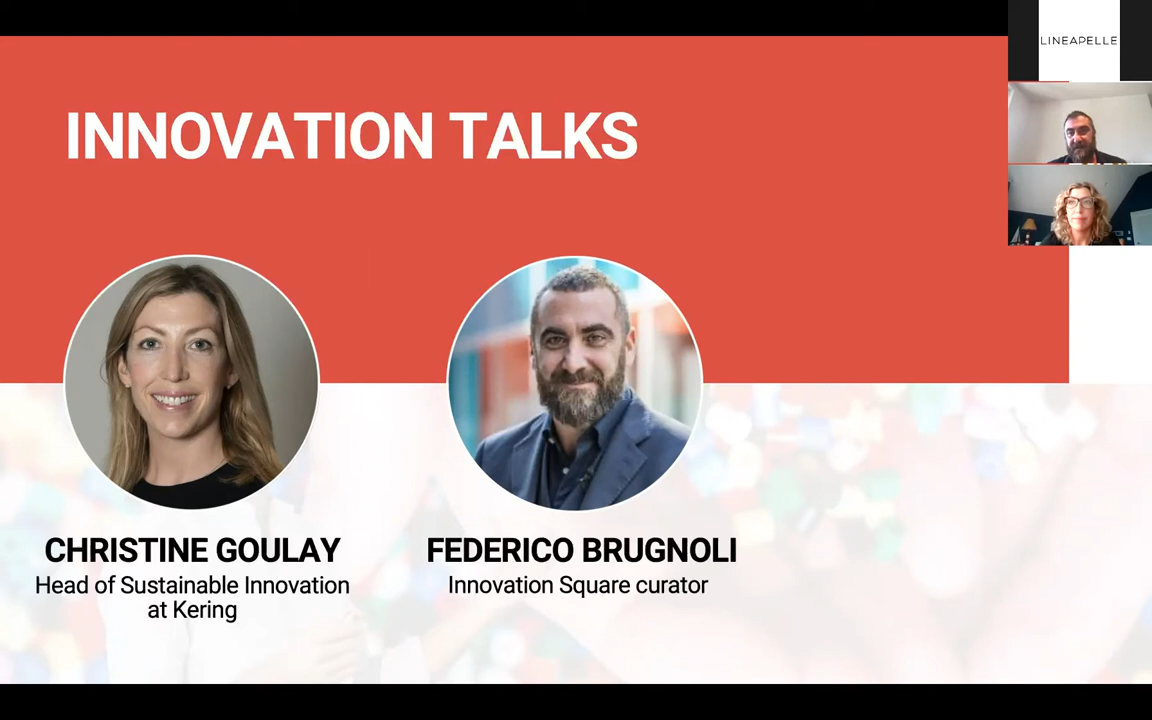 LINEAPELLE
INNOVATION TALKS
CHRISTINE GOULAY
Head of Sustainable Innovation
at Kering
FEDERICO BRUGNOLI
Innovation Square curator